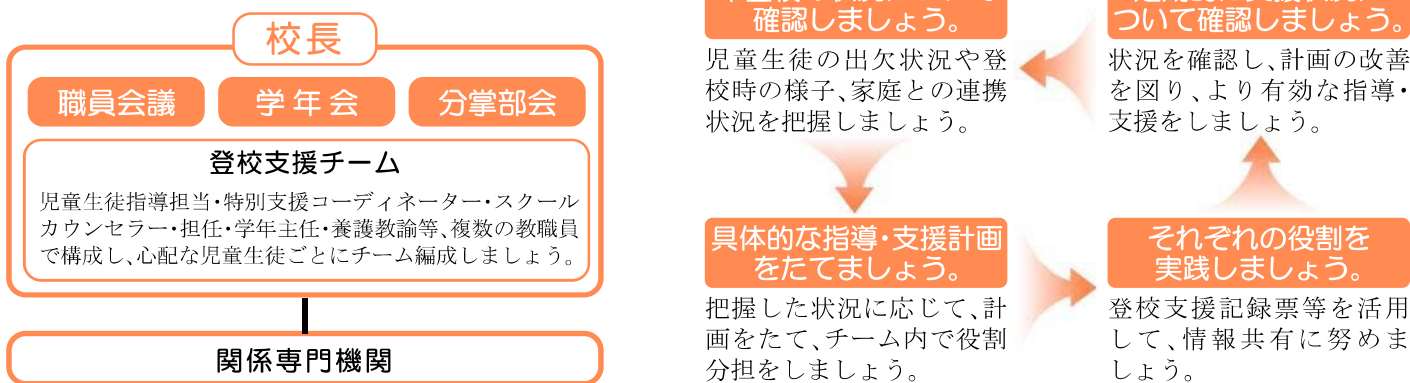 校長
職員会議
学年会
分掌部会
登校支援チーム
児童生徒指導担当・特別支援コーディネーター・スクール
カウンセラー・担任・学年主任・養護教諭等、複数の教職員
で構成し、心配な児童生徒ごとにチーム編成しましょう。
関係専門機関
確認しましょう。
児童生徒の出欠状況や登
校時の様子、家庭との連携
状況を把握しましょう。
具体的な指導・支援計画
をたてましょう。
把握した状況に応じて、計
画をたて、チーム内で役割
分担をしましょう。
それぞれの役割を
実践しましょう。
登校支援記録票等を活用
して、情報共有に努めま
しょう。
ついて確認しましょう。
状況を確認し、計画の改善
を図り、より有効な指導・
支援をしましょう。